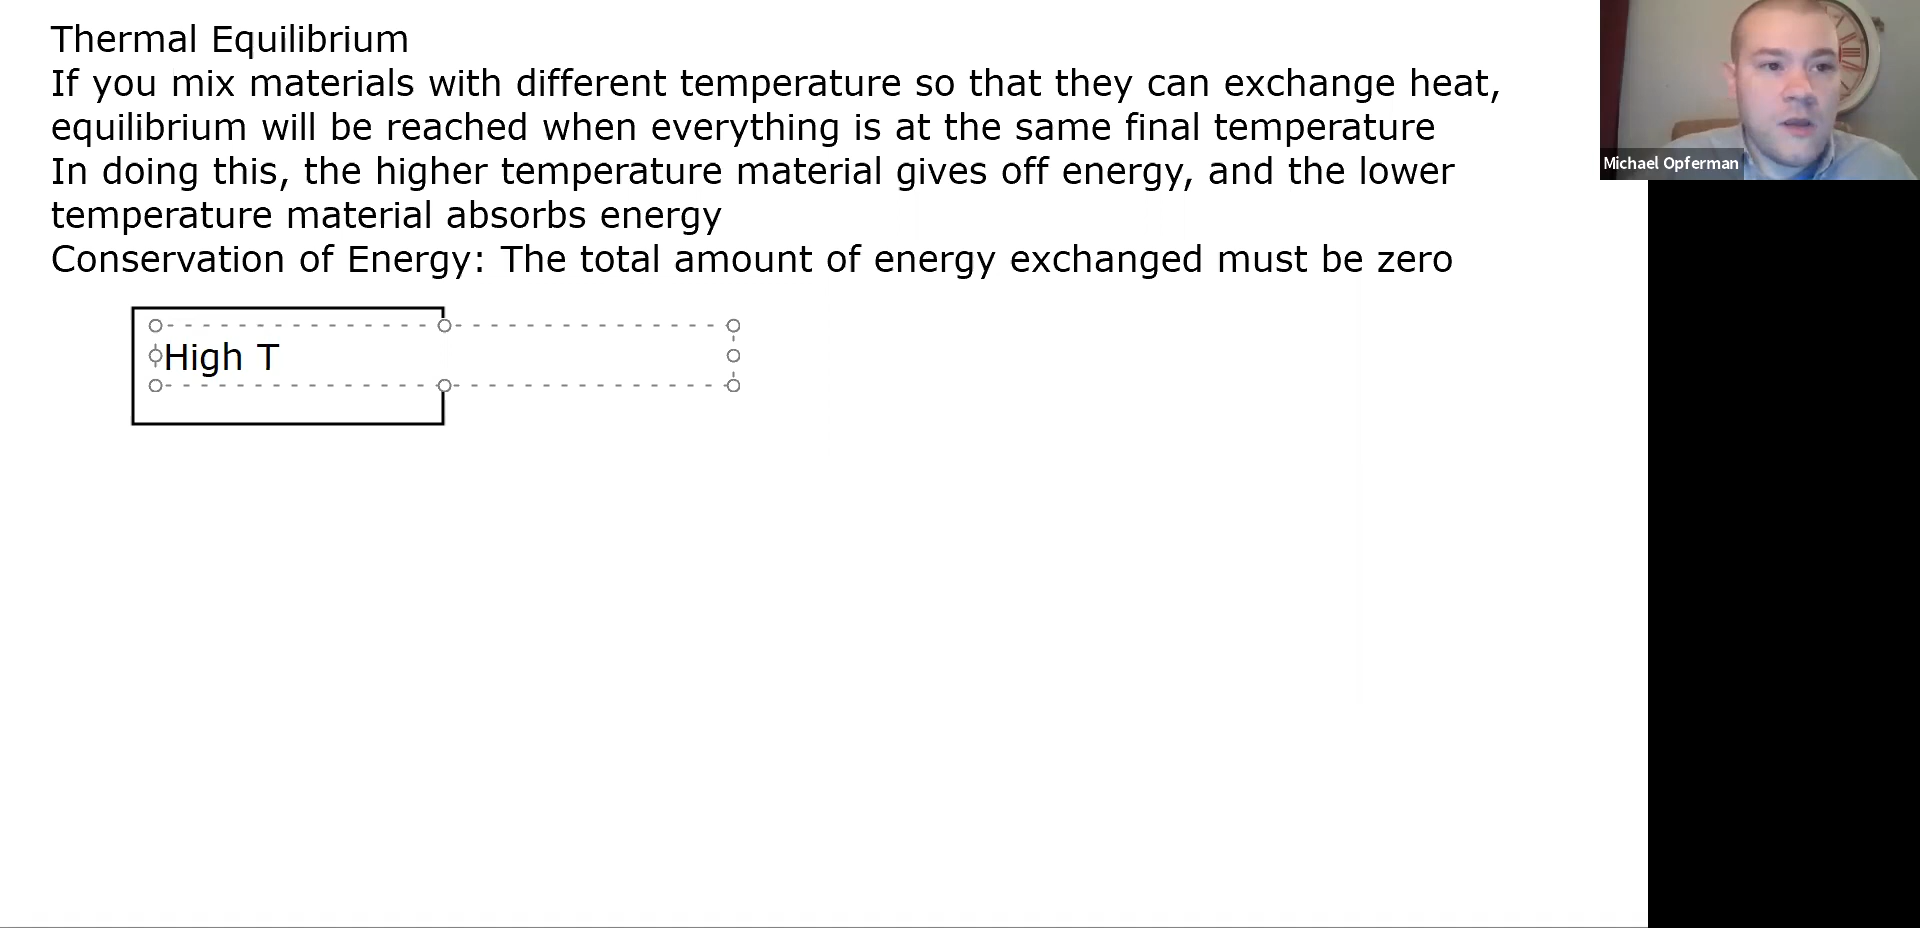 Thermal Equilibrium
If you mix materials with different temperature so that they can exchange heat,
equilibrium will be reached when everything is at the same final temperature
In doing this, the higher temperature material gives off energy, and the lower
temperature material absorbs energy
Conservation of Energy: The total amount of energy exchanged must be zero
High T
Michael Opferman